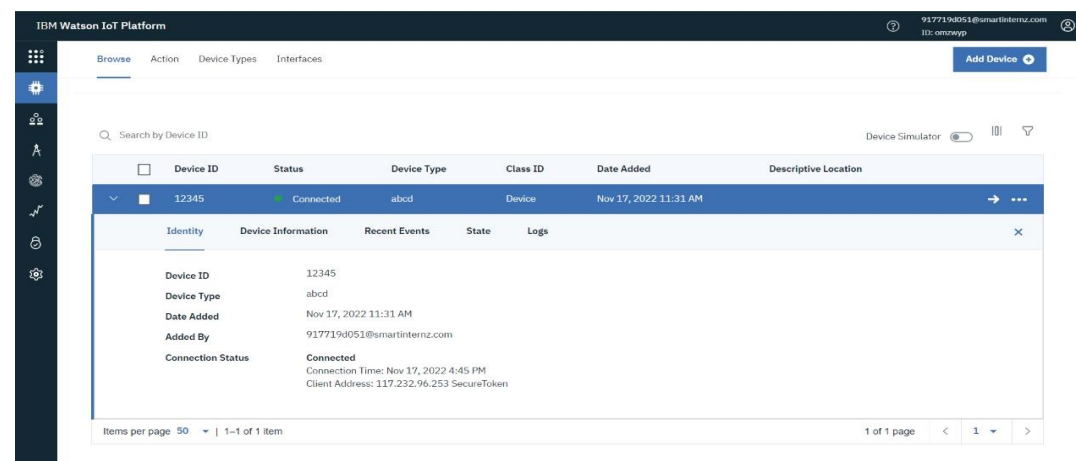 IBM Watson IoT Platform
917719d051@smartinternz.com
ID: omzwyp
Browse Action Device Types Interfaces
Add Device
Search by Device ID
Device Simulator
Device ID Status Device Type Class ID Date Added Descriptive Location
12345 Connected abcd Device Nov 17, 2022 11:31 AM
Identity Device Information Recent Events State Logs
Device ID 12345
Device Type abcd
Date Added Nov 17, 2022 11:31 AM
Added By 917719d051@smartinternz.com
Connection Status Connected
Connection Time: Nov 17, 2022 4:45 PM
Client Address: 117.232.96.253 SecureToken
Items per page 50 | 1–1 of 1 item 1 of 1 page < 1 >